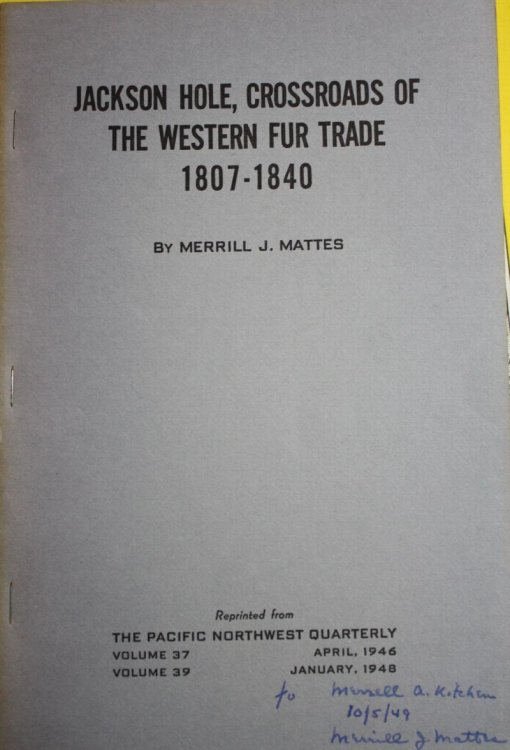 JACKSON HOLE, CROSSROADS OF
THE WESTERN FUR TRADE
1807-1840
BY MERRILL J. MATTES
Reprinted from
THE PACIFIC NORTHWEST QUARTERLY
VOLUME 37 APRIL, 1946
VOLUME 39 JANUARY, 1948
to Merrell A. Kitchen
10/5/49
Merrill J. Mattes